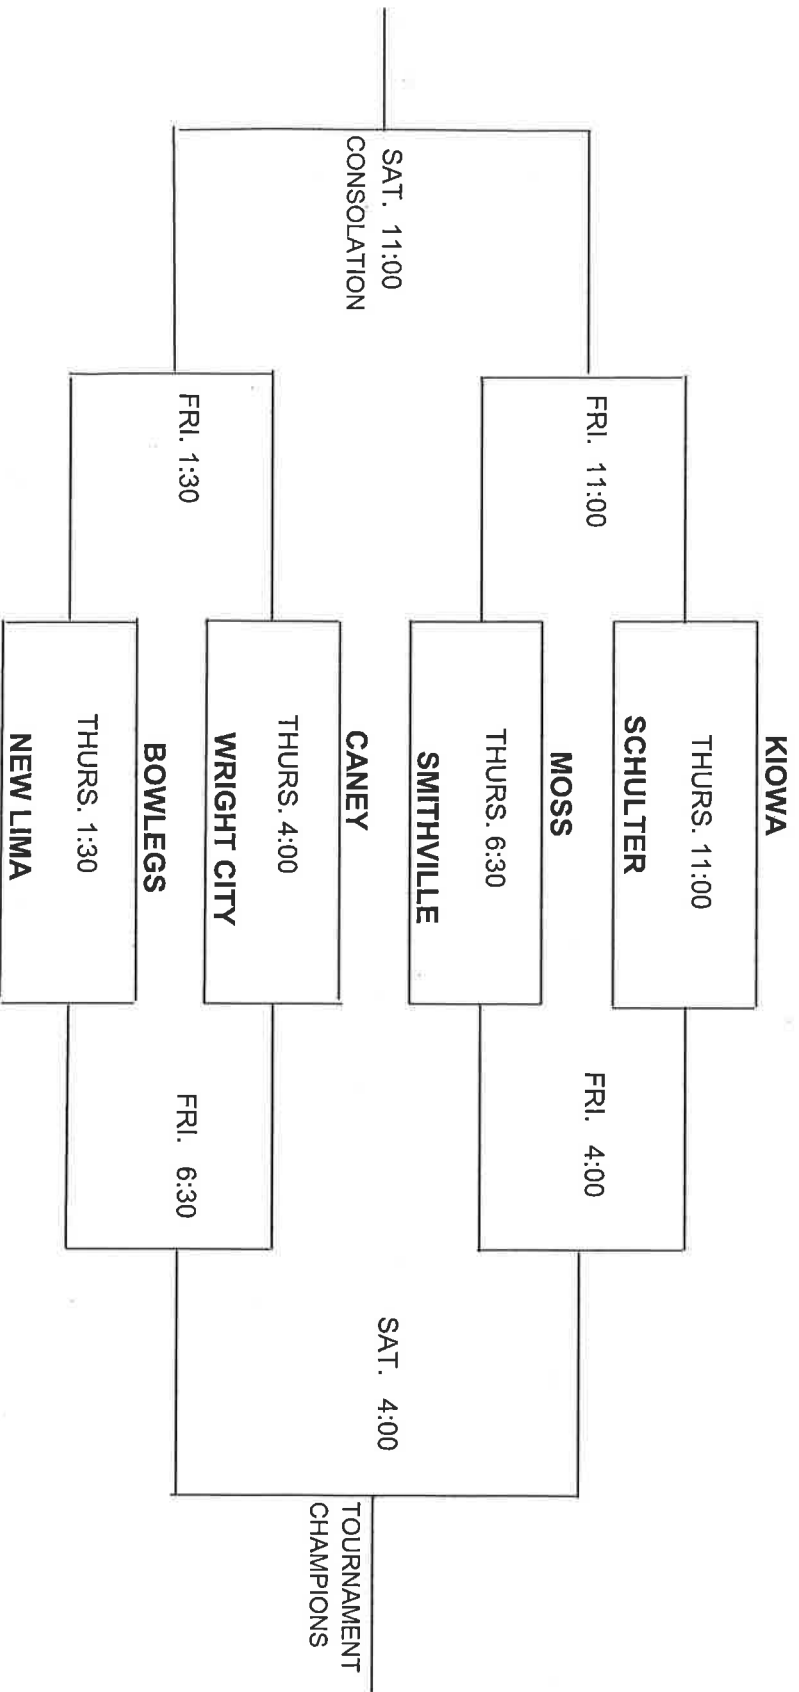 KIOWA
THURS. 11:00
SCHULTER
FRI. 11:00
FRI. 4:00
MOSS
THURS. 6:30
SMITHVILLE
SAT. 11:00
CONSOLATION
SAT. 4:00
TOURNAMENT
CHAMPIONS
CANEY
THURS. 4:00
WRIGHT CITY
FRI. 1:30
FRI. 6:30
BOWLEGS
THURS. 1:30
NEW LIMA